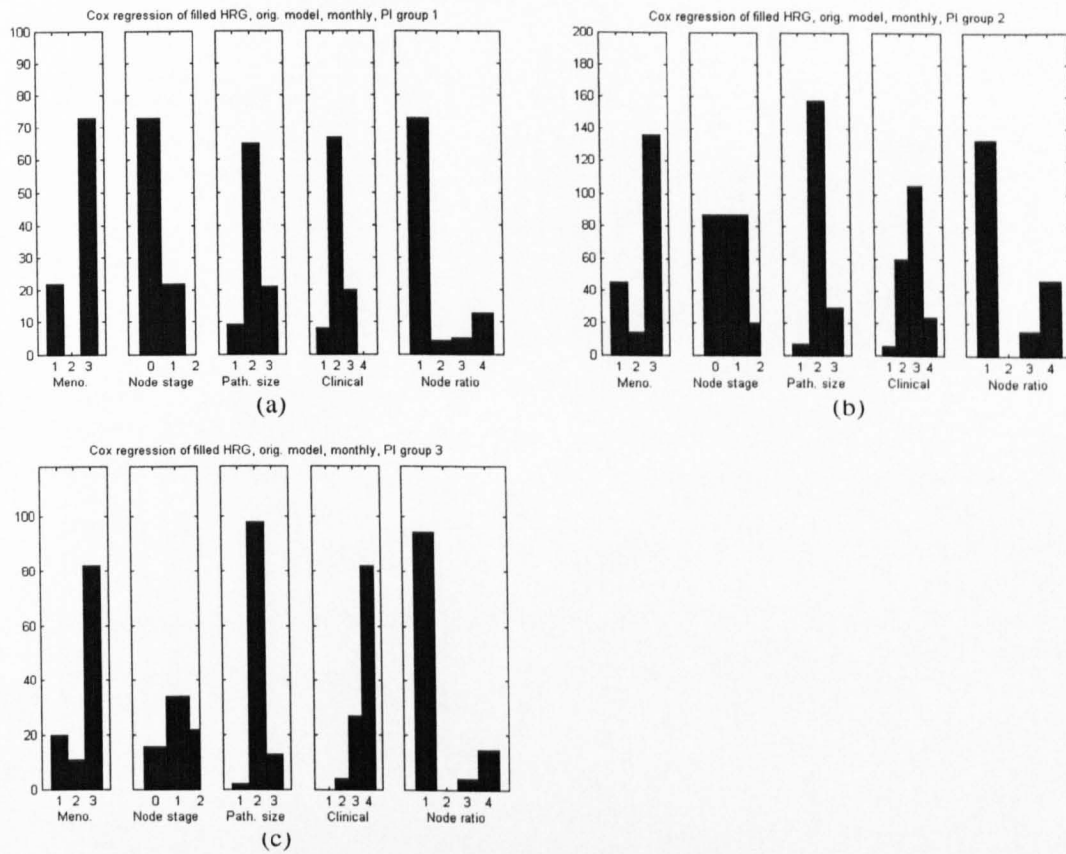 Cox regression of filled HRG, orig. model, monthly, PI group 1
100
90
80
70
60
50
40
30
20
10
0
1 2 3
0 1 2
1 2 3
1 2 3 4
1 2 3 4
Meno. Node stage Path. size Clinical Node ratio
(a)
Cox regression of filled HRG, orig. model, monthly, PI group 2
200
180
160
140
120
100
80
60
40
20
0
1 2 3
0 1 2
1 2 3
1 2 3 4
1 2 3 4
Meno. Node stage Path. size Clinical Node ratio
(b)
Cox regression of filled HRG, orig. model, monthly, PI group 3
100
80
60
40
20
0
1 2 3
0 1 2
1 2 3
1 2 3 4
1 2 3 4
Meno. Node stage Path. size Clinical Node ratio
(c)